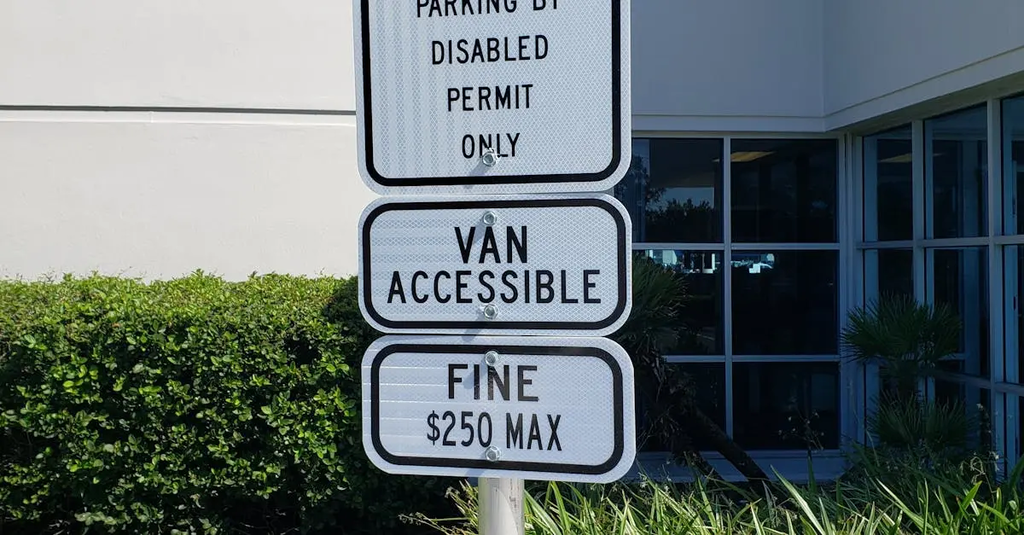 PARKING BY
DISABLED
PERMIT
ONLY
VAN
ACCESSIBLE
FINE
$250 MAX